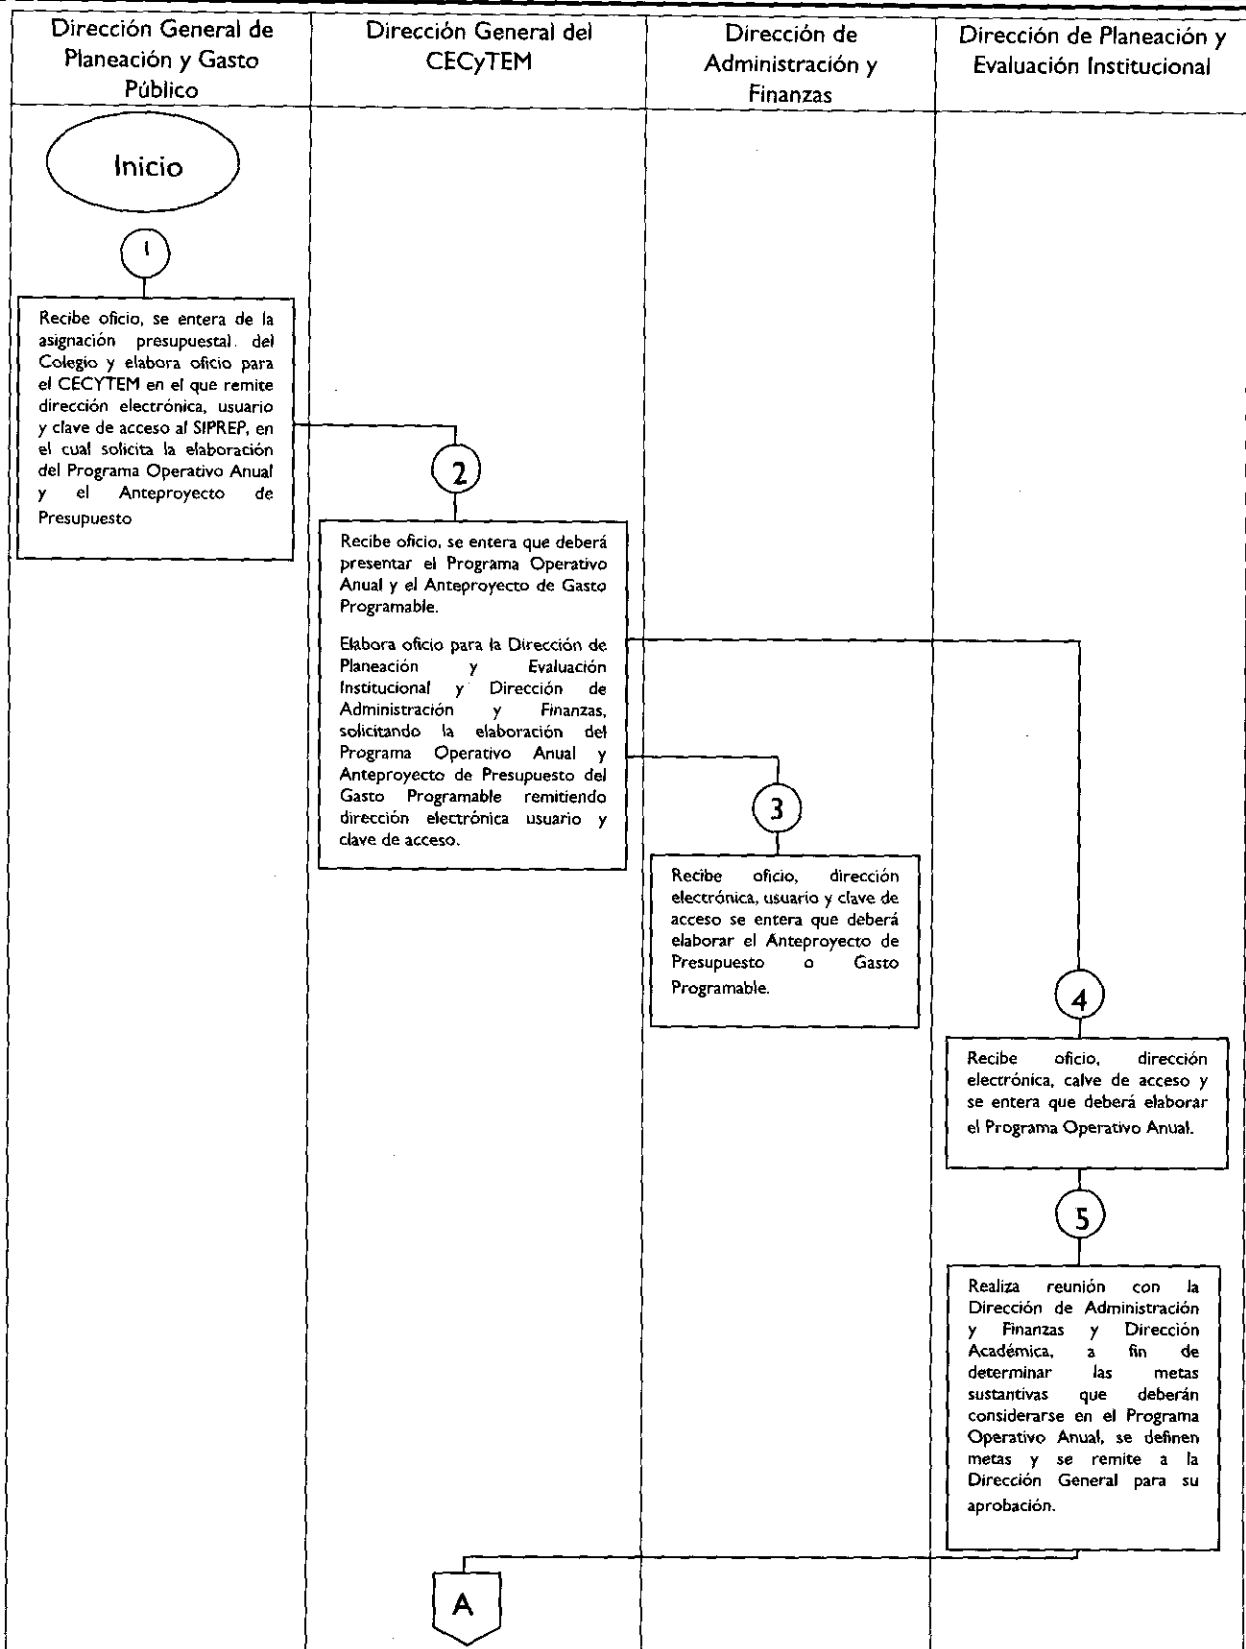 Dirección General de
Planeación y Gasto
Público
Dirección General del
CECyTEM
Dirección de
Administración y
Finanzas
Dirección de Planeación y
Evaluación Institucional
Inicio
1
Recibe oficio, se entera de la
asignación presupuestal del
Colegio y elabora oficio para
el CECYTEM en el que remite
dirección electrónica, usuario
y clave de acceso al SIPREP, en
el cual solicita la elaboración
del Programa Operativo Anual
y el Anteproyecto de
Presupuesto
2
Recibe oficio, se entera que deberá
presentar el Programa Operativo
Anual y el Anteproyecto de Gasto
Programable.
Elabora oficio para la Dirección de
Planeación y Evaluación
Institucional y Dirección de
Administración y Finanzas,
solicitando la elaboración del
Programa Operativo Anual y
Anteproyecto de Presupuesto del
Gasto Programable remitiendo
dirección electrónica usuario y
clave de acceso.
3
Recibe oficio, dirección
electrónica, usuario y clave de
acceso se entera que deberá
elaborar el Anteproyecto de
Presupuesto o Gasto
Programable.
4
Recibe oficio, dirección
electrónica, calve de acceso y
se entera que deberá elaborar
el Programa Operativo Anual.
5
Realiza reunión con la
Dirección de Administración
y Finanzas y Dirección
Académica, a fin de
determinar las metas
sustantivas que deberán
considerarse en el Programa
Operativo Anual, se definen
metas y se remite a la
Dirección General para su
aprobación.
A